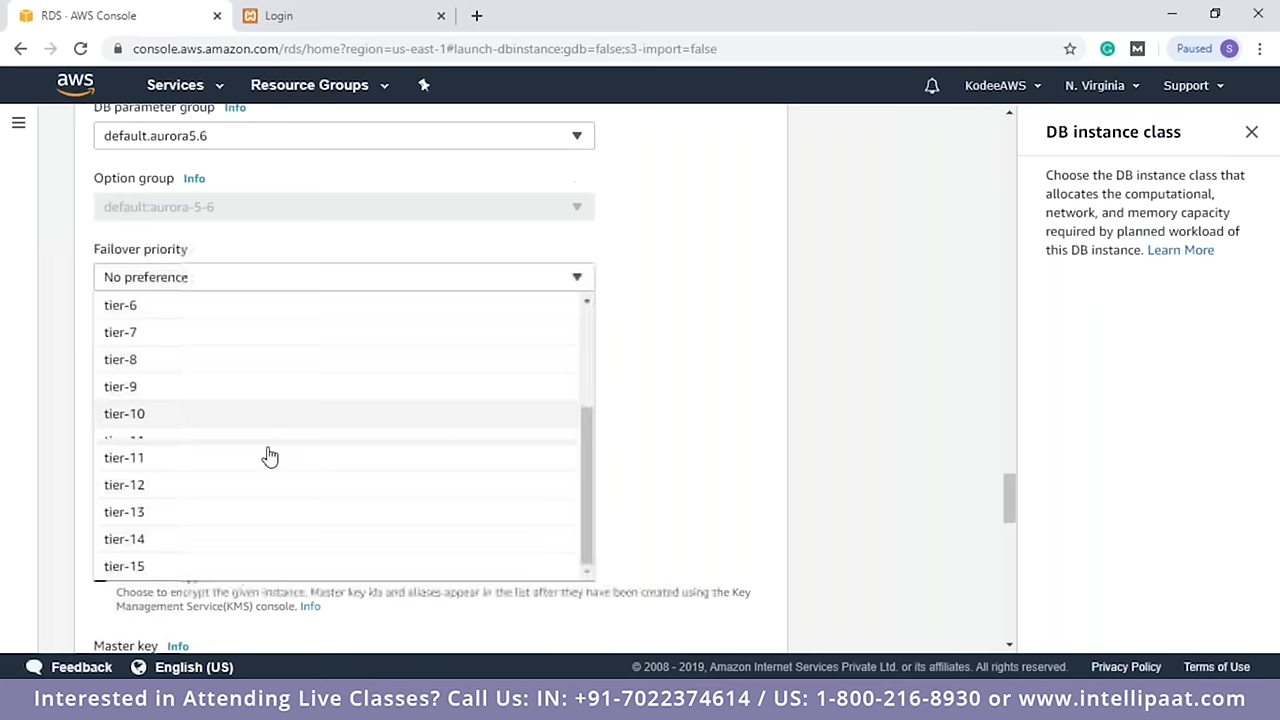 RDS · AWS Console
Login
console.aws.amazon.com/rds/home?region=us-east-1#launch-dbinstance:gdb=false;s3-import=false
M
Paused
S
aws
Services
Resource Groups
KodeeAWS
N. Virginia
Support
DB parameter group Info
default.aurora5.6
Option group Info
default:aurora-5-6
Failover priority
No preference
tier-6
tier-7
tier-8
tier-9
tier-10
tier-11
tier-11
tier-12
tier-13
tier-14
tier-15
Choose to encrypt the given instance. Master key ids and aliases appear in the list after they have been created using the Key
Management Service(KMS) console. Info
Master key Info
DB instance class
Choose the DB instance class that
allocates the computational,
network, and memory capacity
required by planned workload of
this DB instance. Learn More
Feedback
English (US)
© 2008 - 2019, Amazon Internet Services Private Ltd. or its affiliates. All rights reserved.
Privacy Policy
Terms of Use
Interested in Attending Live Classes? Call Us: IN: +91-7022374614 / US: 1-800-216-8930 or www.intellipaat.com